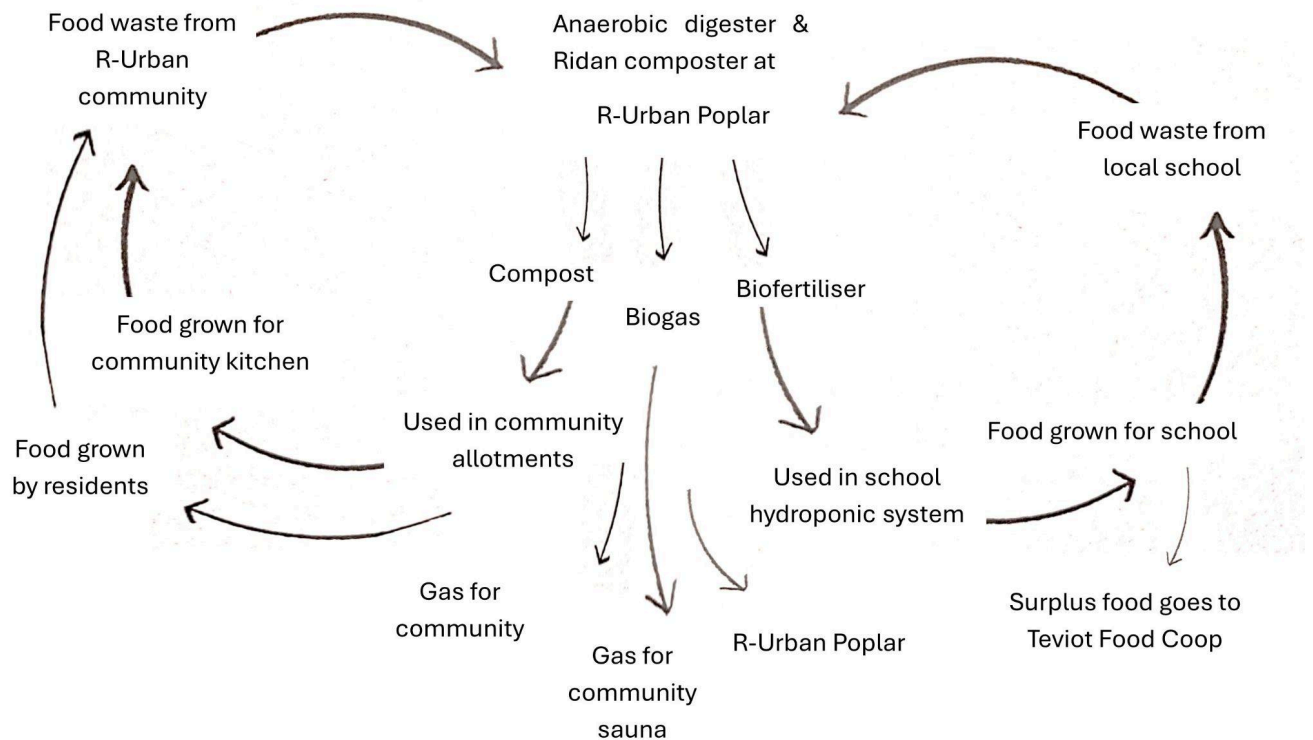 Food waste from
R-Urban
community
Anaerobic digester &
Ridan composter at
R-Urban Poplar
Food waste from
local school
Compost
Biogas
Biofertiliser
Food grown for
community kitchen
Used in community
allotments
Food grown for school
Food grown
by residents
Used in school
hydroponic system
Gas for
community
Gas for
community
sauna
R-Urban Poplar
Surplus food goes to
Teviot Food Coop